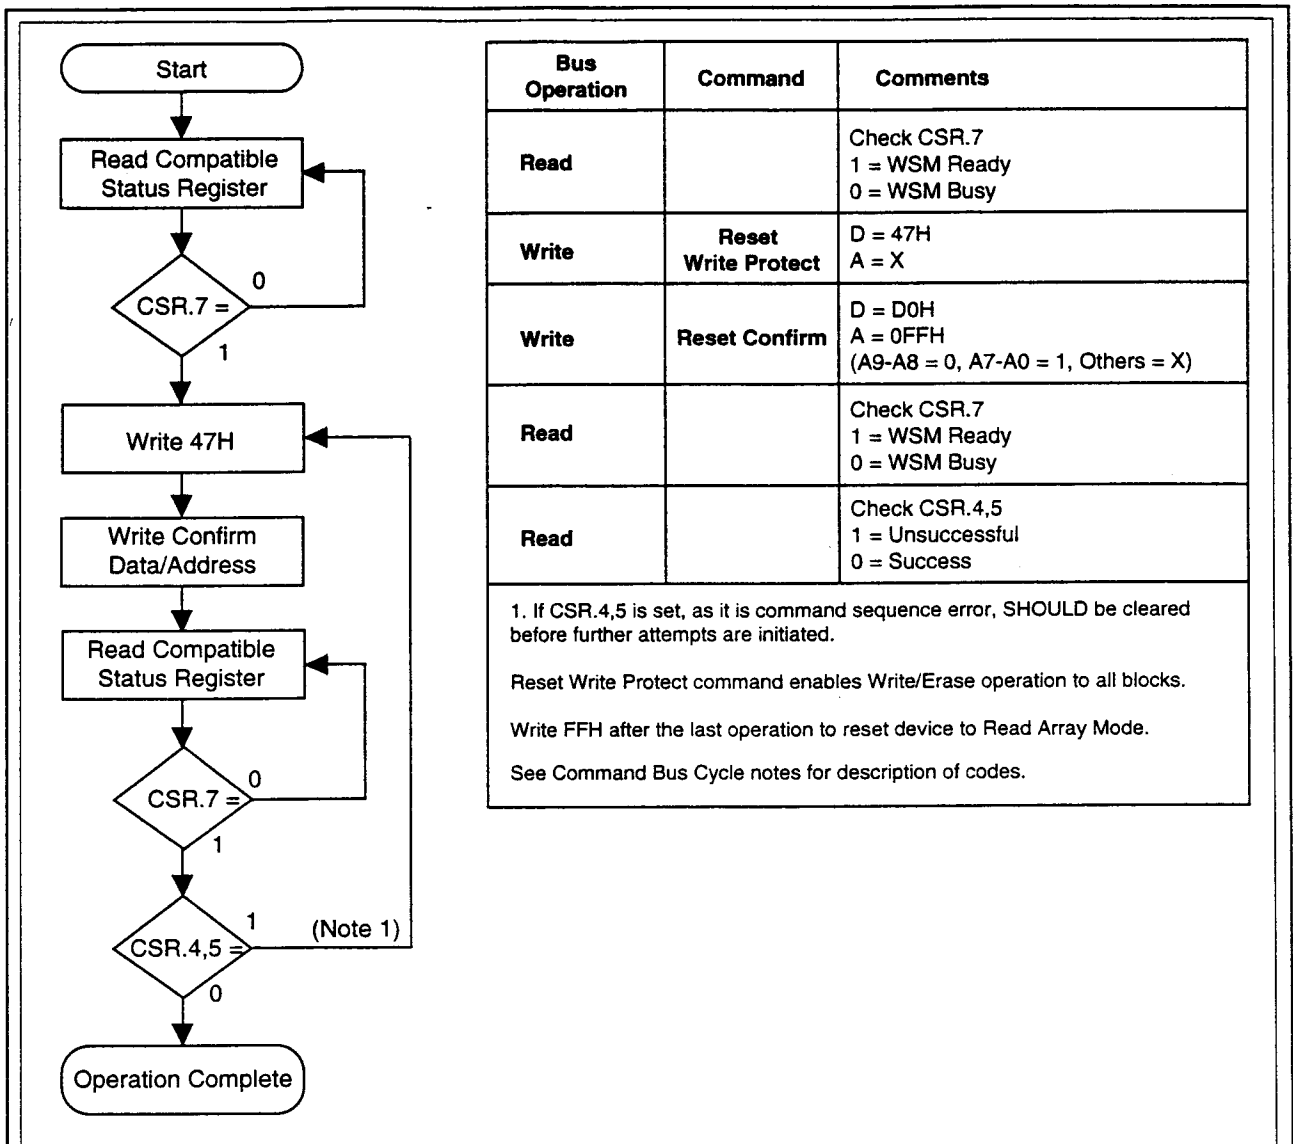 Start
Read Compatible
Status Register
CSR.7 =
0
1
Write 47H
Write Confirm
Data/Address
Read Compatible
Status Register
CSR.7 =
0
1
CSR.4,5 =
1
(Note 1)
0
Operation Complete
Bus
Operation
Command
Comments
Read
Check CSR.7
1 = WSM Ready
0 = WSM Busy
Write
Reset
Write Protect
D = 47H
A = X
Write
Reset Confirm
D = D0H
A = 0FFH
(A9-A8 = 0, A7-A0 = 1, Others = X)
Read
Check CSR.7
1 = WSM Ready
0 = WSM Busy
Read
Check CSR.4,5
1 = Unsuccessful
0 = Success
1. If CSR.4,5 is set, as it is command sequence error, SHOULD be cleared
before further attempts are initiated.
Reset Write Protect command enables Write/Erase operation to all blocks.
Write FFH after the last operation to reset device to Read Array Mode.
See Command Bus Cycle notes for description of codes.